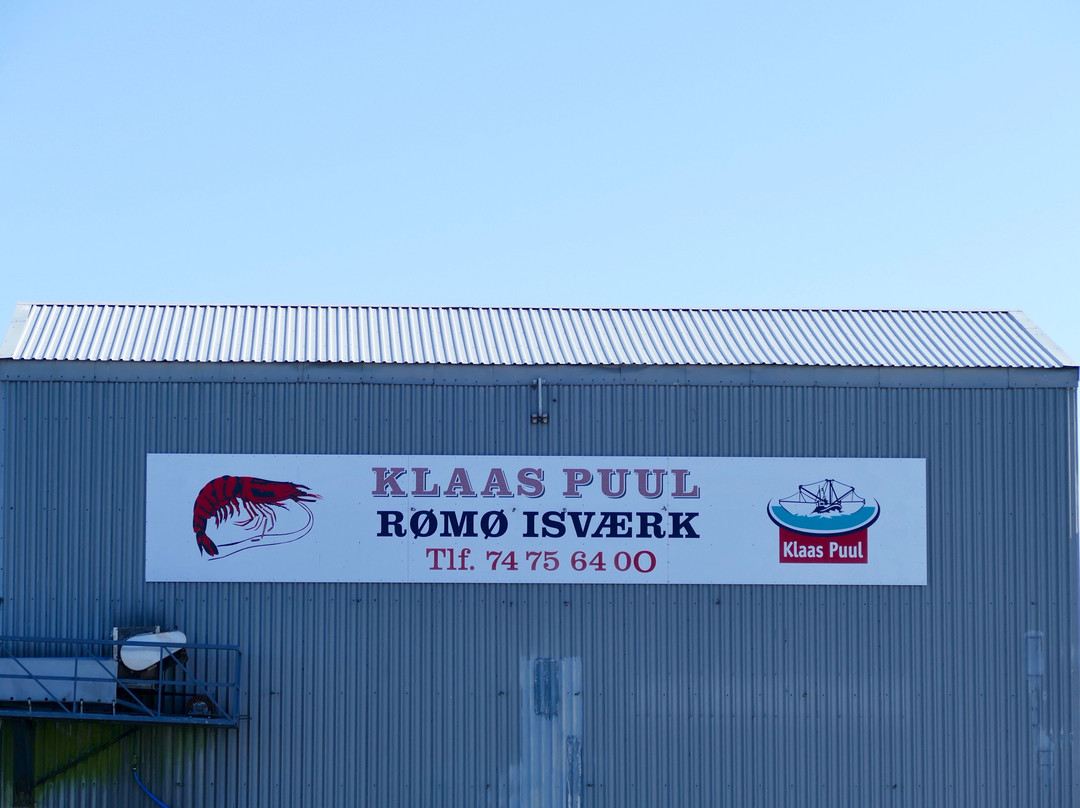 KLAAS PUUL
RØMØ ISVÆRK
Tlf. 74 75 64 00
Klaas Puul